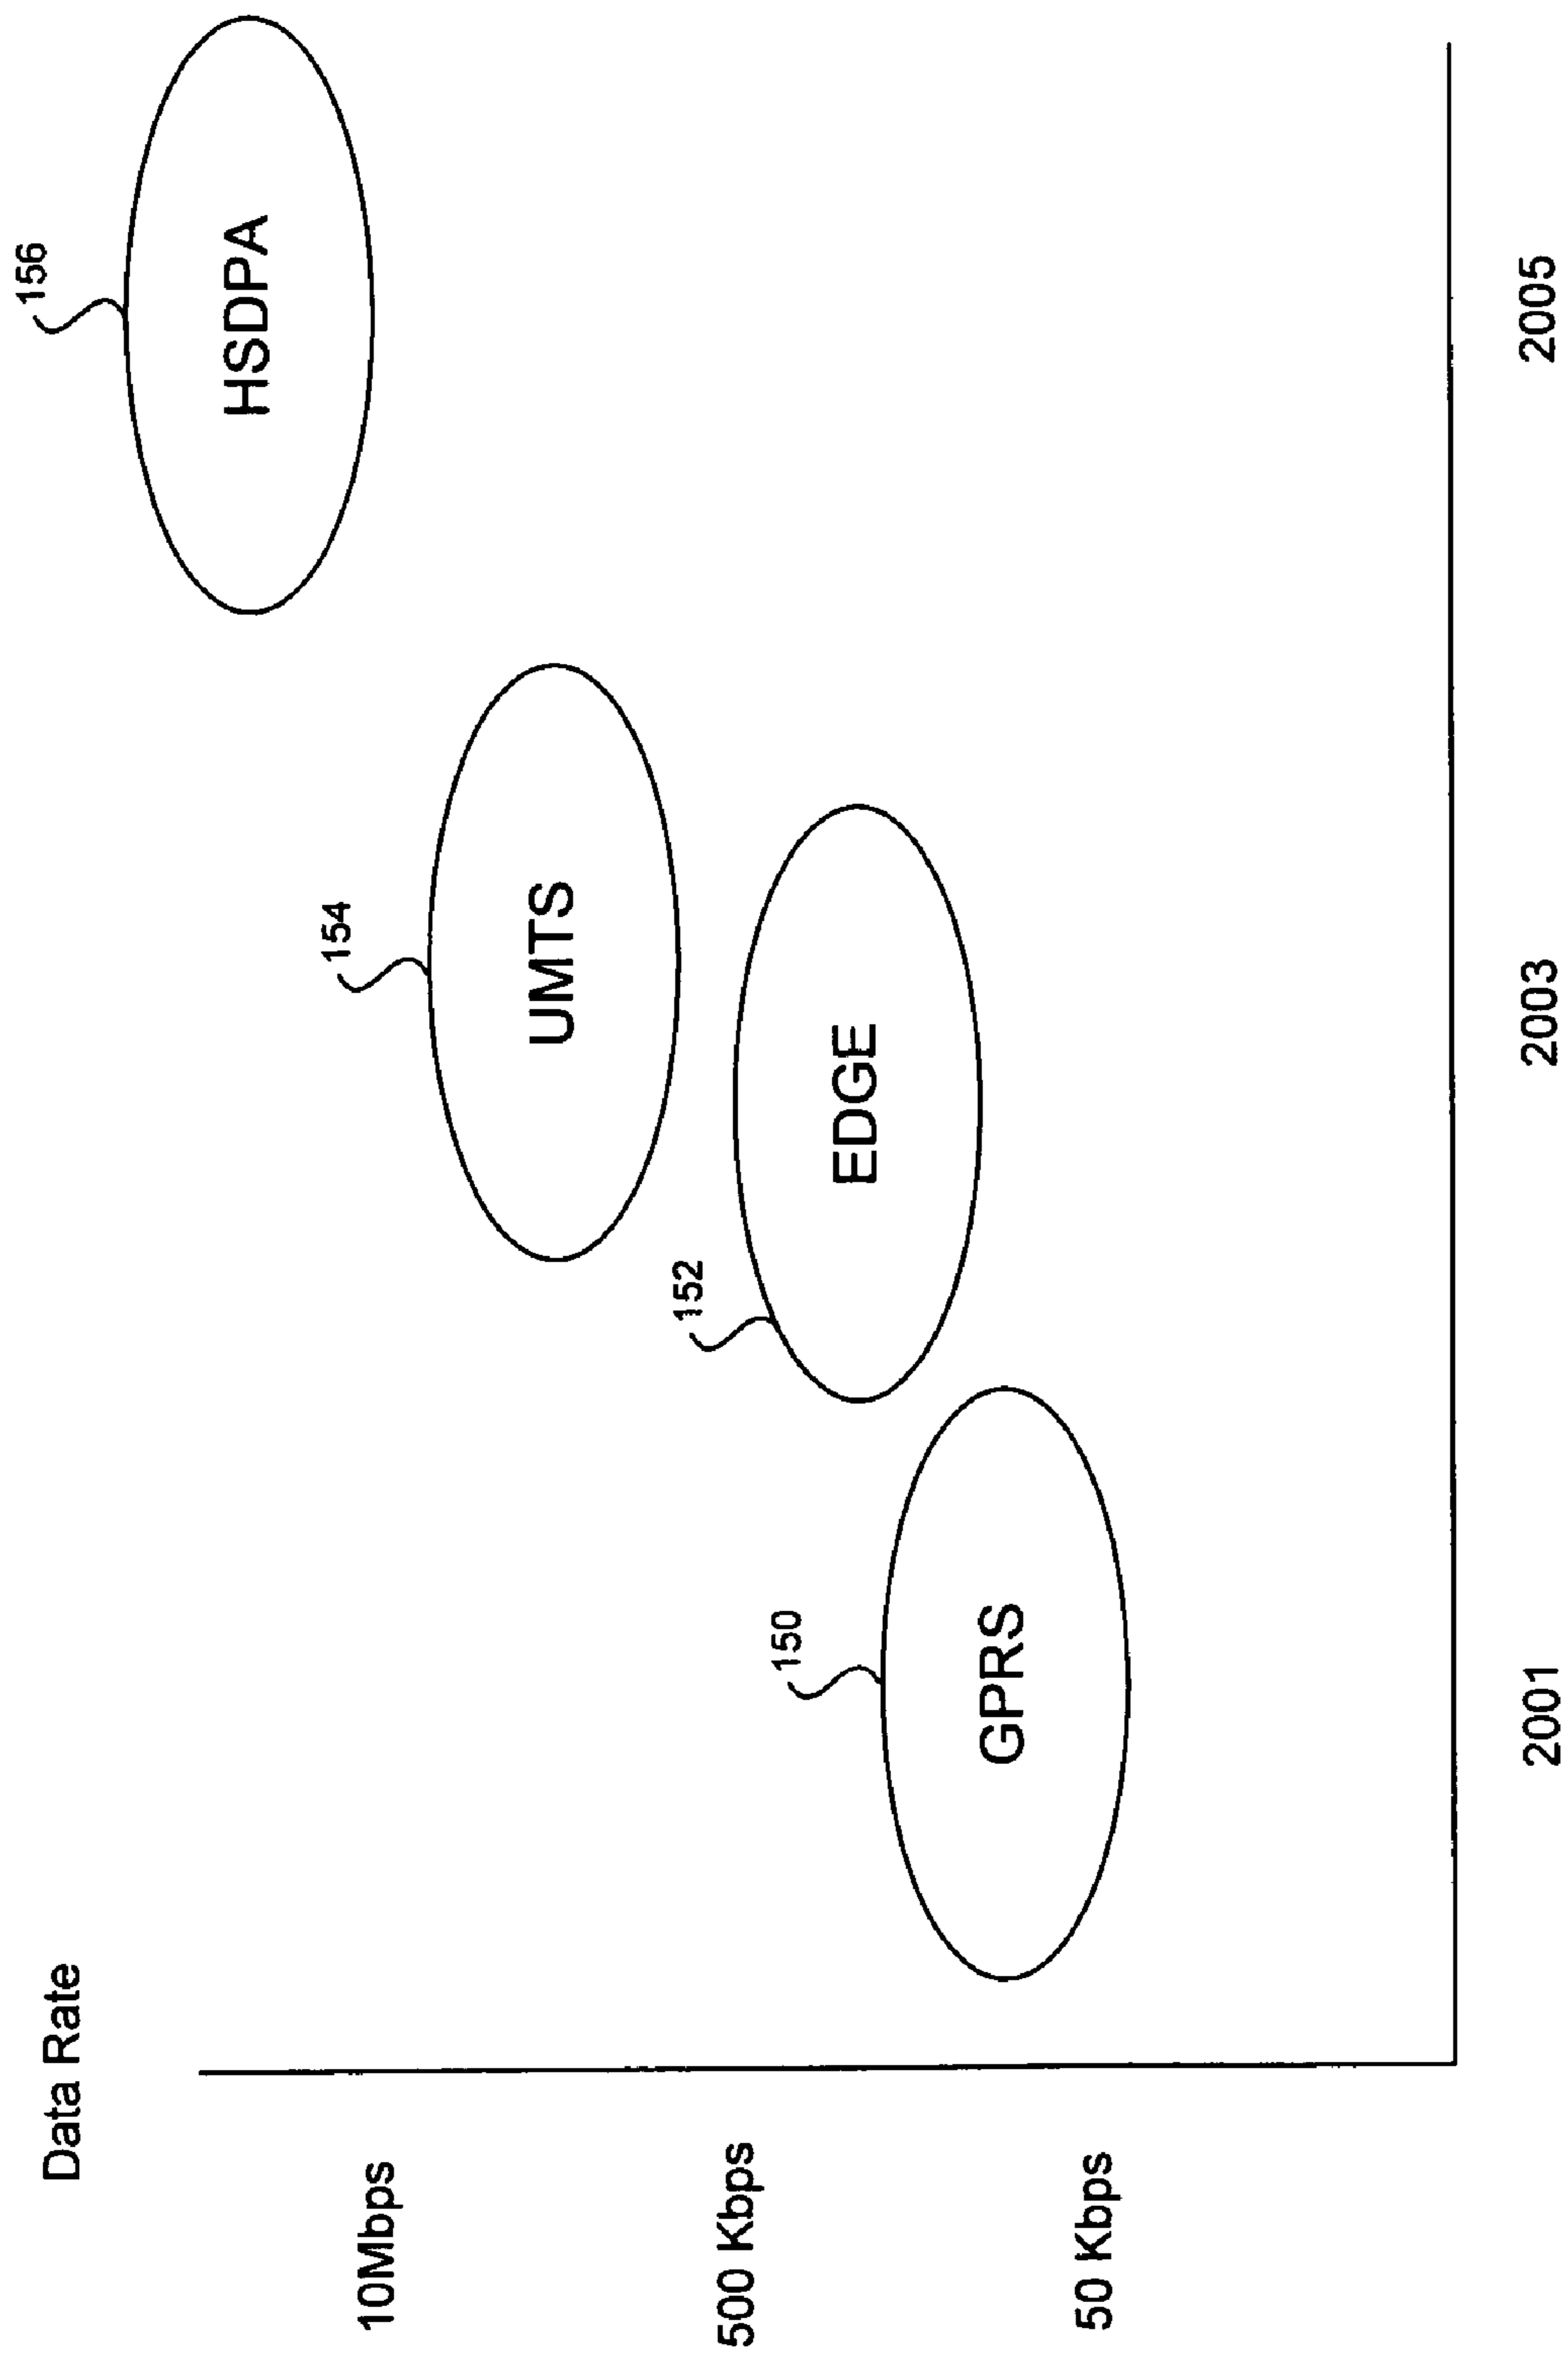 Data Rate
156
HSDPA
10Mbps
154
UMTS
500 Kbps
152
EDGE
150
GPRS
50 Kbps
2001
2003
2005